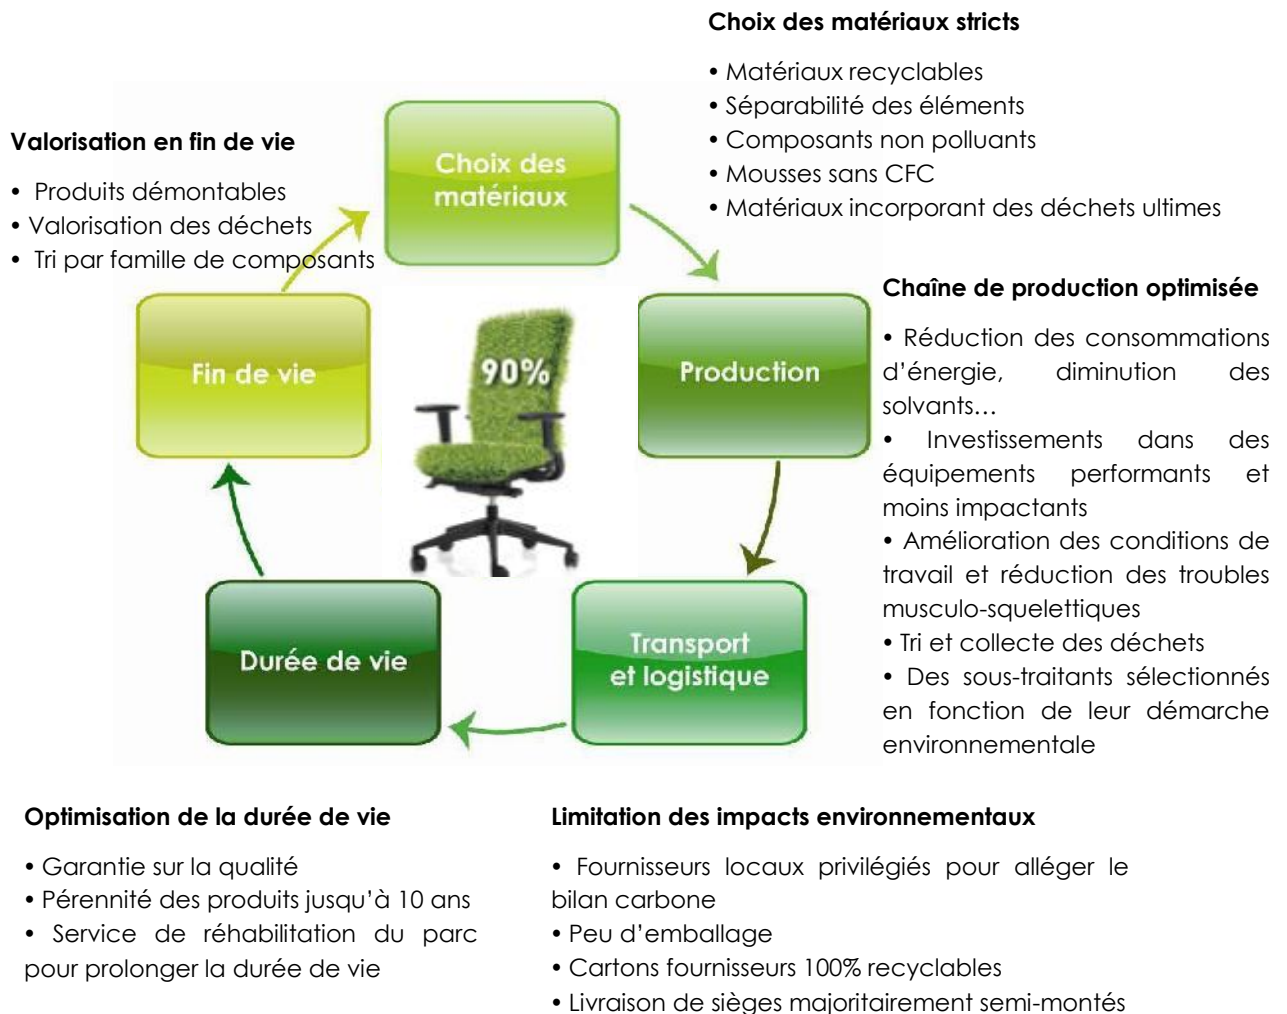 Choix des matériaux stricts
• Matériaux recyclables
• Séparabilité des éléments
• Composants non polluants
• Mousses sans CFC
• Matériaux incorporant des déchets ultimes
Valorisation en fin de vie
• Produits démontables
• Valorisation des déchets
• Tri par famille de composants
Choix des
matériaux
Fin de vie
90%
Production
Chaîne de production optimisée
• Réduction des consommations
d’énergie, diminution des
solvants…
• Investissements dans des
équipements performants et
moins impactants
• Amélioration des conditions de
travail et réduction des troubles
musculo-squelettiques
• Tri et collecte des déchets
• Des sous-traitants sélectionnés
en fonction de leur démarche
environnementale
Durée de vie
Transport
et logistique
Optimisation de la durée de vie
• Garantie sur la qualité
• Pérennité des produits jusqu’à 10 ans
• Service de réhabilitation du parc
pour prolonger la durée de vie
Limitation des impacts environnementaux
• Fournisseurs locaux privilégiés pour alléger le
bilan carbone
• Peu d’emballage
• Cartons fournisseurs 100% recyclables
• Livraison de sièges majoritairement semi-montés